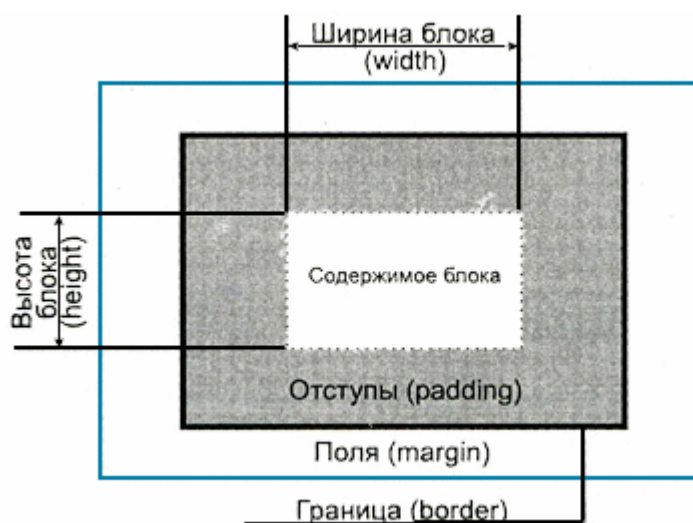 Ширина блока
(width)
Высота
блока
(height)
Содержимое блока
Отступы (padding)
Поля (margin)
Граница (border)